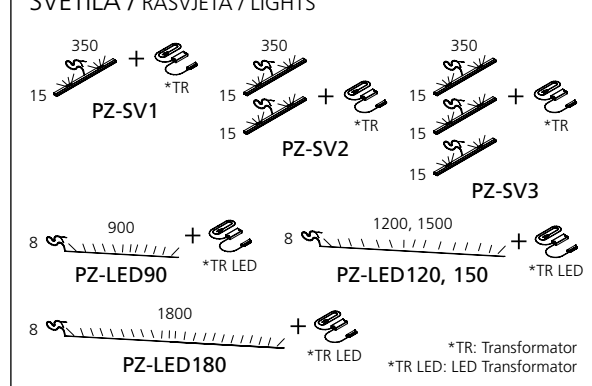 SVETILA / RASVJETA / LIGHTS
350 350 350
15 + *TR 15 + *TR 15 + *TR
PZ-SV1 15 15
PZ-SV2 15
PZ-SV3
8 900 + *TR LED 8 1200, 1500 + *TR LED
PZ-LED90 PZ-LED120, 150
8 1800 + *TR LED
PZ-LED180
*TR: Transformator
*TR LED: LED Transformator